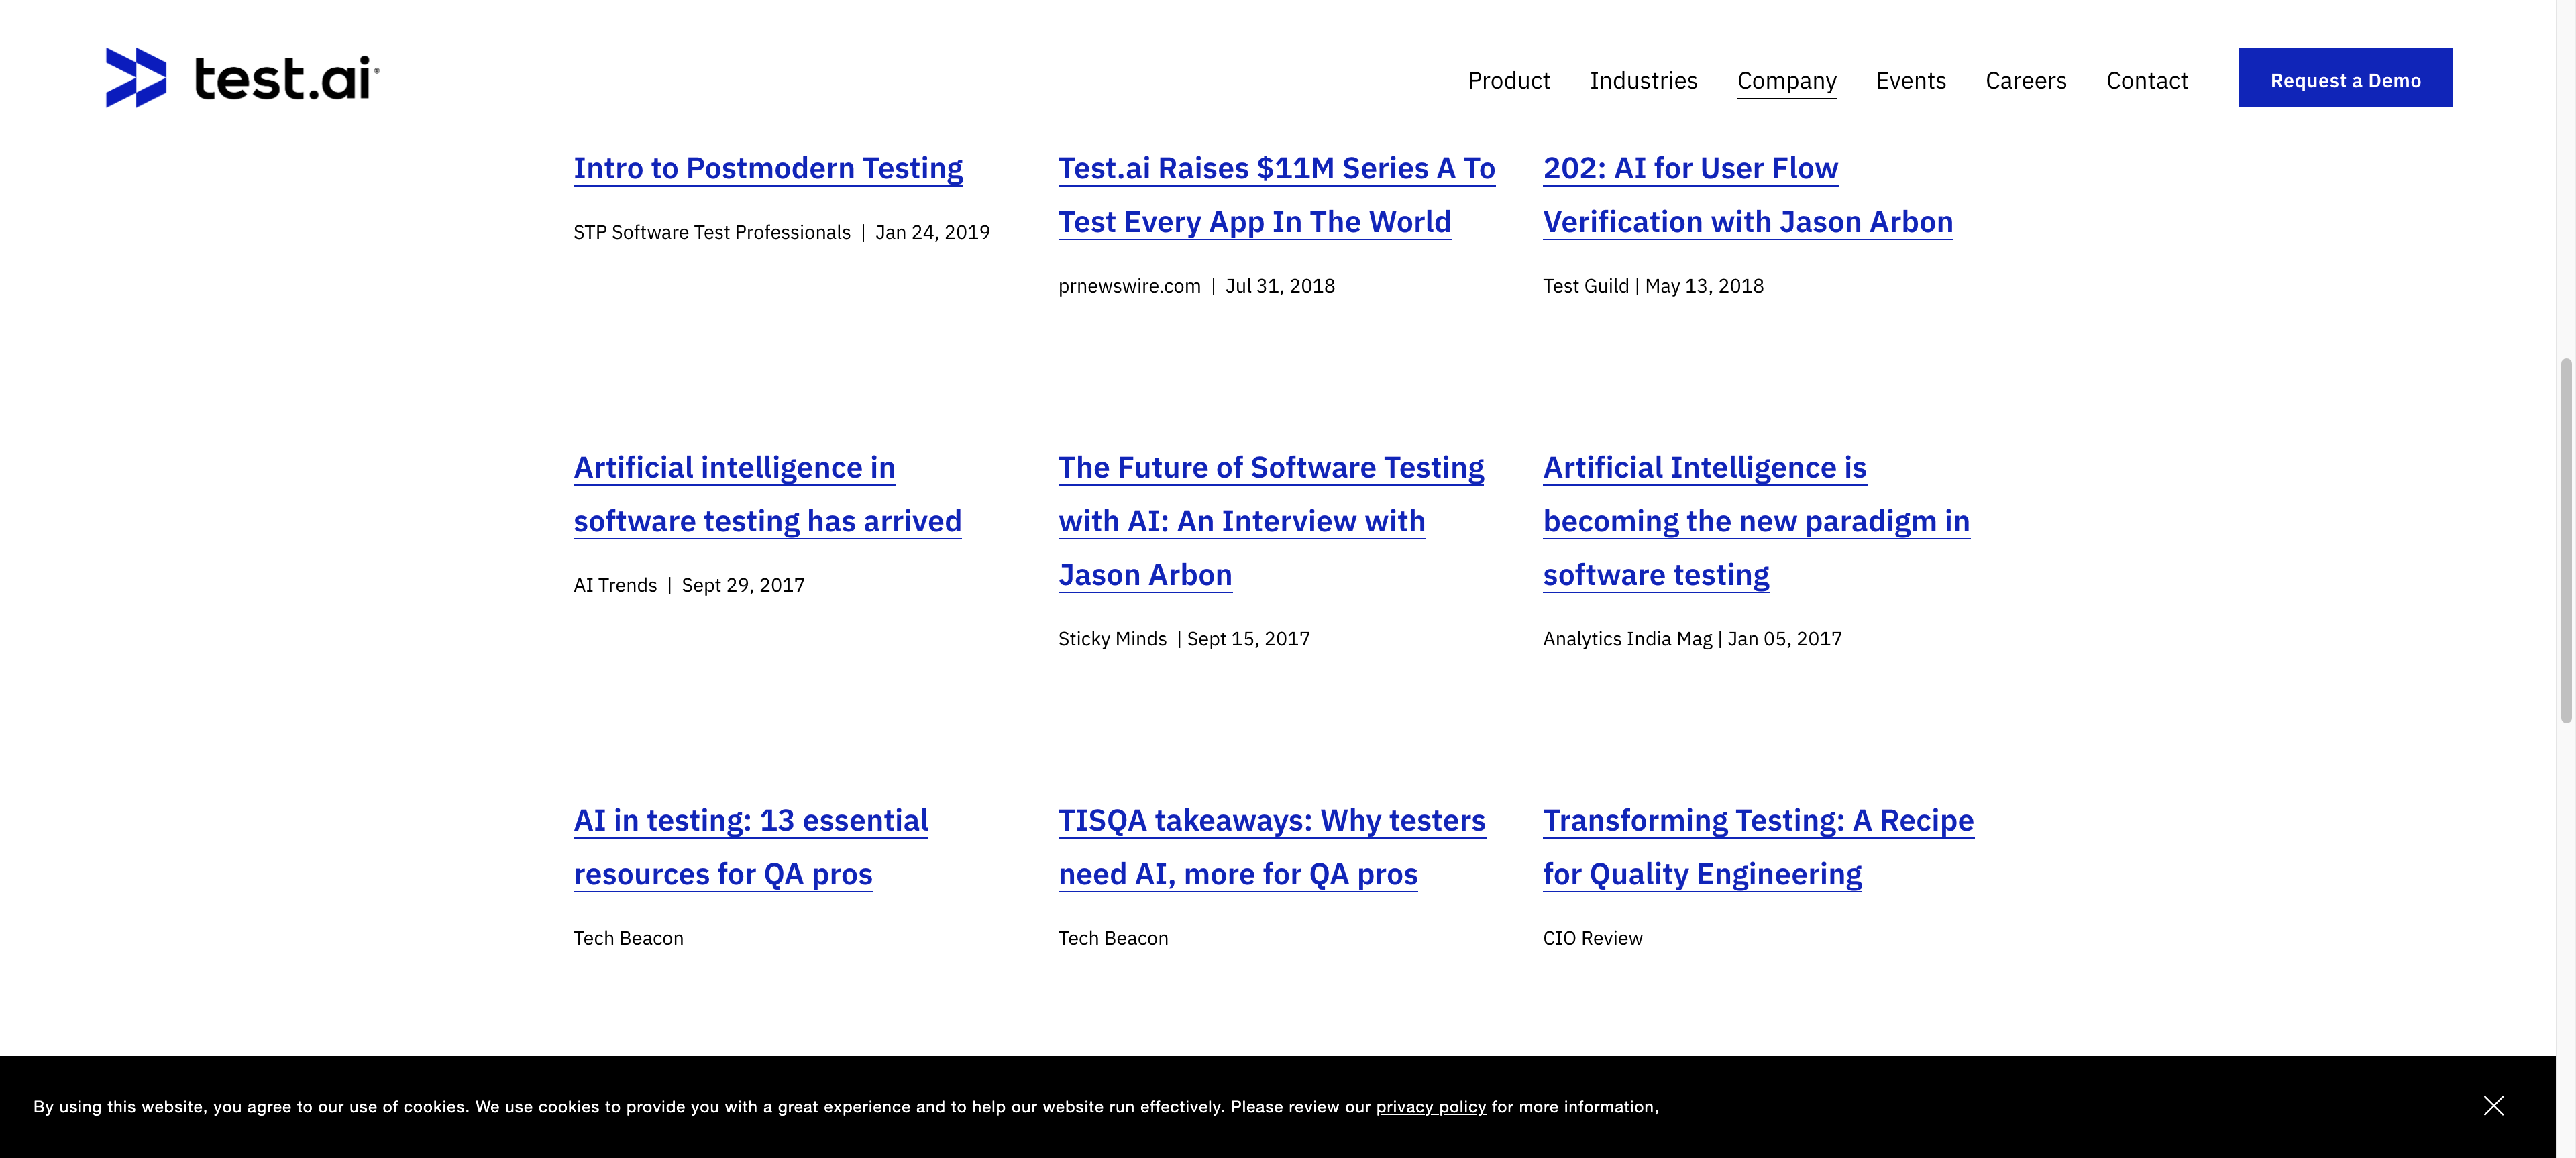 test.ai
Product
Industries
Company
Events
Careers
Contact
Request a Demo
Intro to Postmodern Testing
STP Software Test Professionals | Jan 24, 2019
Test.ai Raises $11M Series A To
Test Every App In The World
prnewswire.com | Jul 31, 2018
202: AI for User Flow
Verification with Jason Arbon
Test Guild | May 13, 2018
Artificial intelligence in
software testing has arrived
AI Trends | Sept 29, 2017
The Future of Software Testing
with AI: An Interview with
Jason Arbon
Sticky Minds | Sept 15, 2017
Artificial Intelligence is
becoming the new paradigm in
software testing
Analytics India Mag | Jan 05, 2017
AI in testing: 13 essential
resources for QA pros
Tech Beacon
TISQA takeaways: Why testers
need AI, more for QA pros
Tech Beacon
Transforming Testing: A Recipe
for Quality Engineering
CIO Review
By using this website, you agree to our use of cookies. We use cookies to provide you with a great experience and to help our website run effectively. Please review our privacy policy for more information,